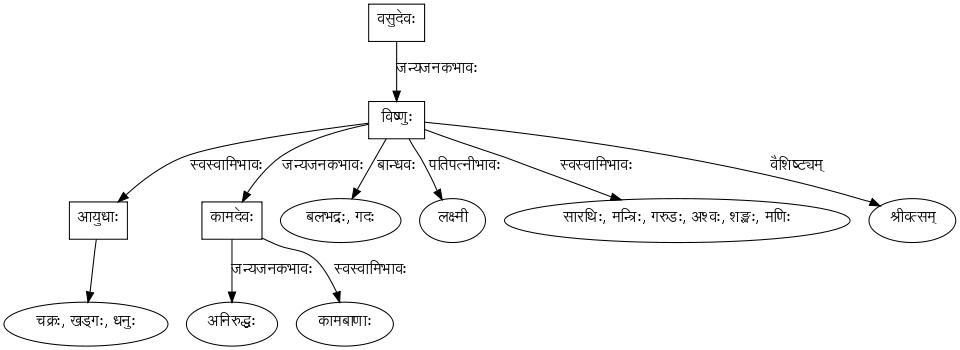 वसुदेवः
जन्यजनकभावः
विष्णुः
स्वस्वामिभावः
जन्यजनकभावः
बान्धवः
पतिपत्नीभावः
स्वस्वामिभावः
वैशिष्ट्यम्
आयुधाः
कामदेवः
बलभद्रः, गदः
लक्ष्मी
सारथिः, मन्त्रिः, गरुडः, अश्वः, शङ्खः, मणिः
श्रीवत्सम्
जन्यजनकभावः
स्वस्वामिभावः
चक्रः, खड्गः, धनुः
अनिरुद्धः
कामबाणाः